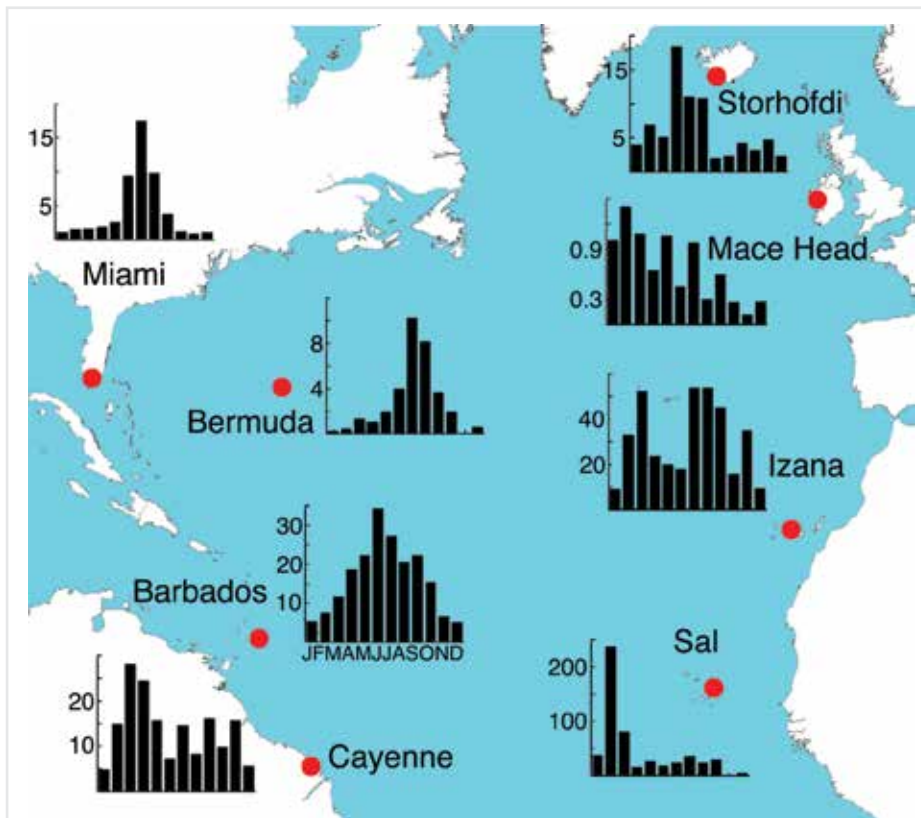 15
5
Miami
15
5
Storhofdi
0.9
0.3
Mace Head
8
4
Bermuda
40
20
Izana
30
20
10
JFMAMJJASOND
Barbados
200
100
Sal
20
10
Cayenne